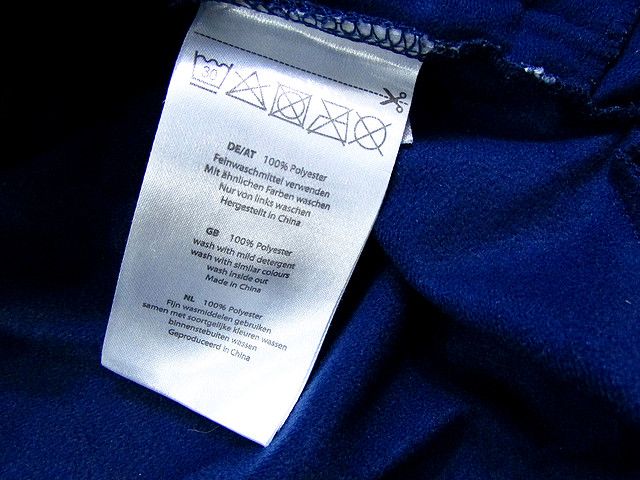 30
DE/AT 100% Polyester
Feinwaschmittel verwenden
Mit ähnlichen Farben waschen
Nur von links waschen
Hergestellt in China
GB 100% Polyester
wash with mild detergent
wash with similar colours
wash inside out
Made in China
NL 100% Polyester
Fijn wasmiddelen gebruiken
samen met soortgelijke kleuren wassen
binnenstebuiten wassen
Geproduceerd in China